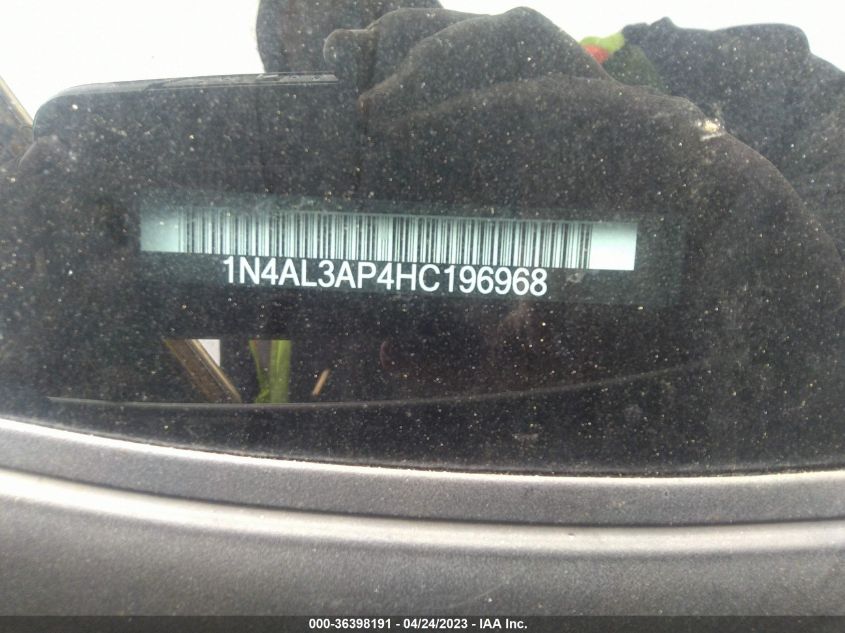 1N4AL3AP4HC196968
000-36398191 - 04/24/2023 - IAA Inc.